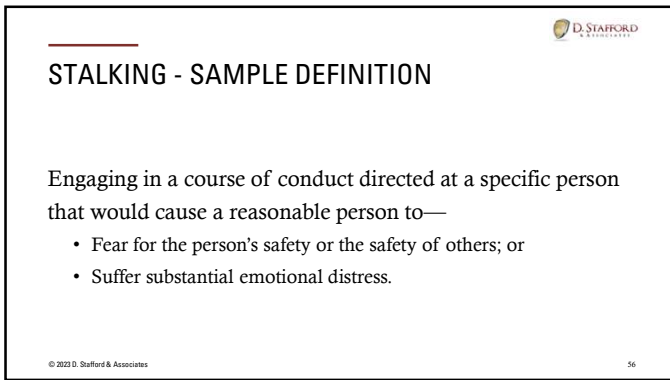 D. STAFFORD
& ASSOCIATES
STALKING - SAMPLE DEFINITION
Engaging in a course of conduct directed at a specific person
that would cause a reasonable person to—
• Fear for the person’s safety or the safety of others; or
• Suffer substantial emotional distress.
© 2023 D. Stafford & Associates
56